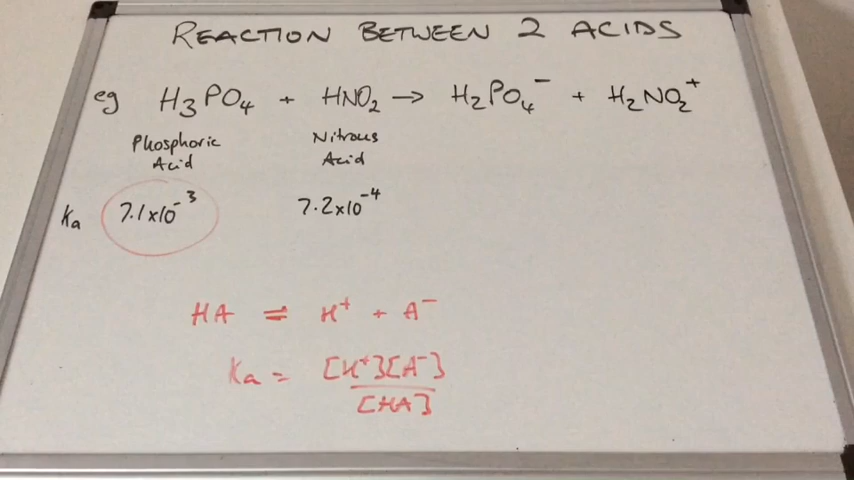 REACTION BETWEEN 2 ACIDS
eg H₃PO₄ + HNO₂ → H₂PO₄⁻ + H₂NO₂⁺
Phosphoric Acid
Nitrous Acid
Ka 7.1x10⁻³ 7.2x10⁻⁴
HA ⇌ H⁺ + A⁻
Ka = [H⁺][A⁻]
[HA]